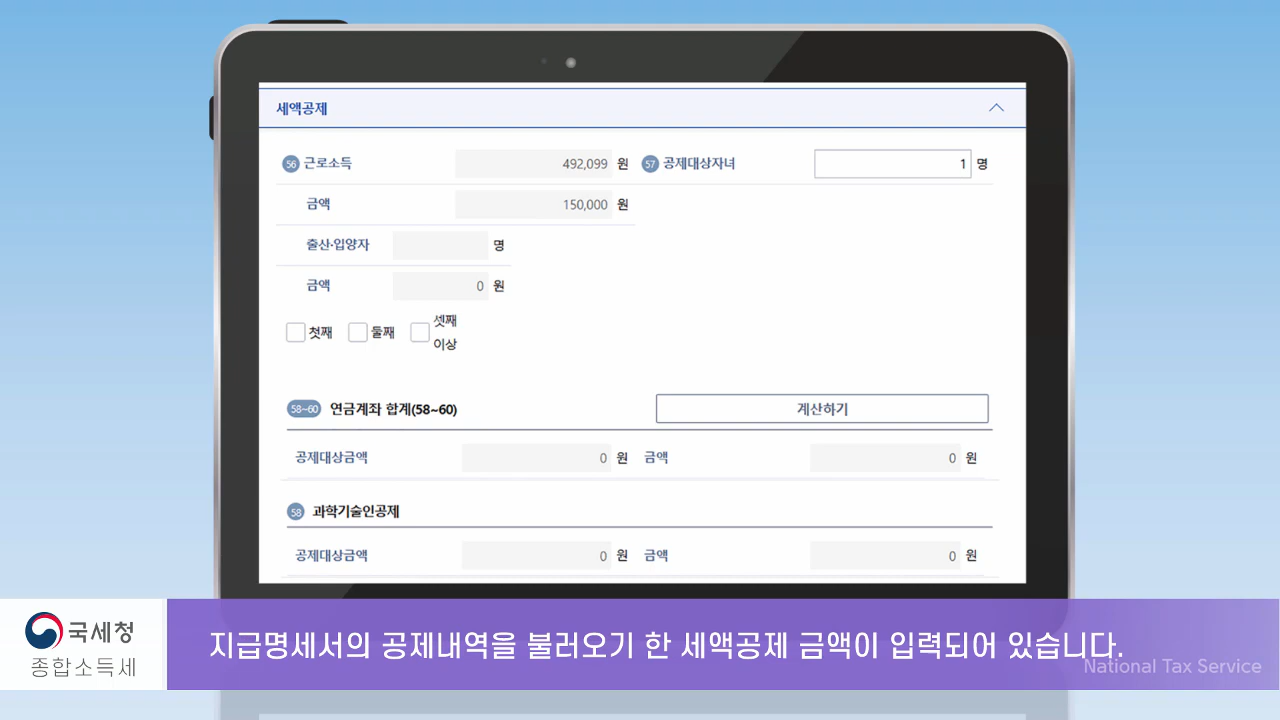 세액공제
56 근로소득 492,099 원 57 공제대상자녀 1 명
금액 150,000 원
출산·입양자 명
금액 0 원
첫째 둘째 셋째 이상
58~60 연금계좌 합계(58~60) 계산하기
공제대상금액 0 원 금액 0 원
58 과학기술인공제
공제대상금액 0 원 금액 0 원
국세청
종합소득세
지급명세서의 공제내역을 불러오기 한 세액공제 금액이 입력되어 있습니다.
National Tax Service